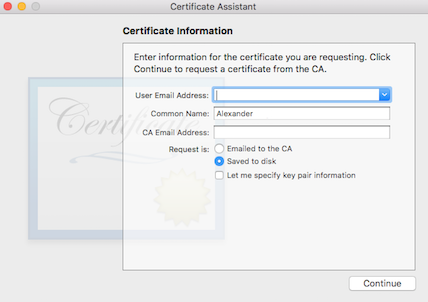 Certificate Assistant
Certificate Information
Enter information for the certificate you are requesting. Click
Continue to request a certificate from the CA.
User Email Address:
Common Name: Alexander
CA Email Address:
Request is: Emailed to the CA
Saved to disk
Let me specify key pair information
Certificate
Continue